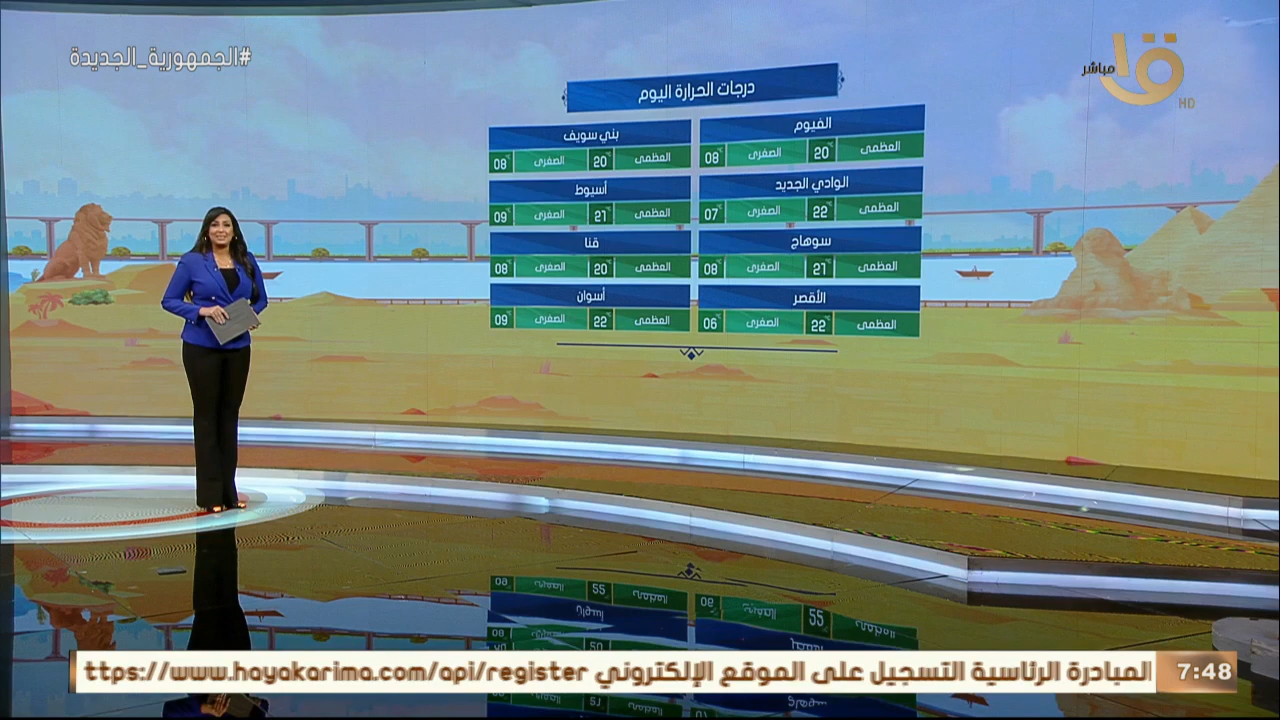 #الجمهورية_الجديدة
مباشر
HD
درجات الحرارة اليوم
الفيوم
العظمى 20°c الصغرى 08°c
بني سويف
العظمى 20°c الصغرى 08°c
الوادي الجديد
العظمى 22°c الصغرى 07°c
أسيوط
العظمى 21°c الصغرى 09°c
سوهاج
العظمى 21°c الصغرى 08°c
قنا
العظمى 20°c الصغرى 08°c
الأقصر
العظمى 22°c الصغرى 06°c
أسوان
العظمى 22°c الصغرى 09°c
المبادرة الرئاسية التسجيل على الموقع الإلكتروني ttps://www.hayakarima.com/api/register
7:48